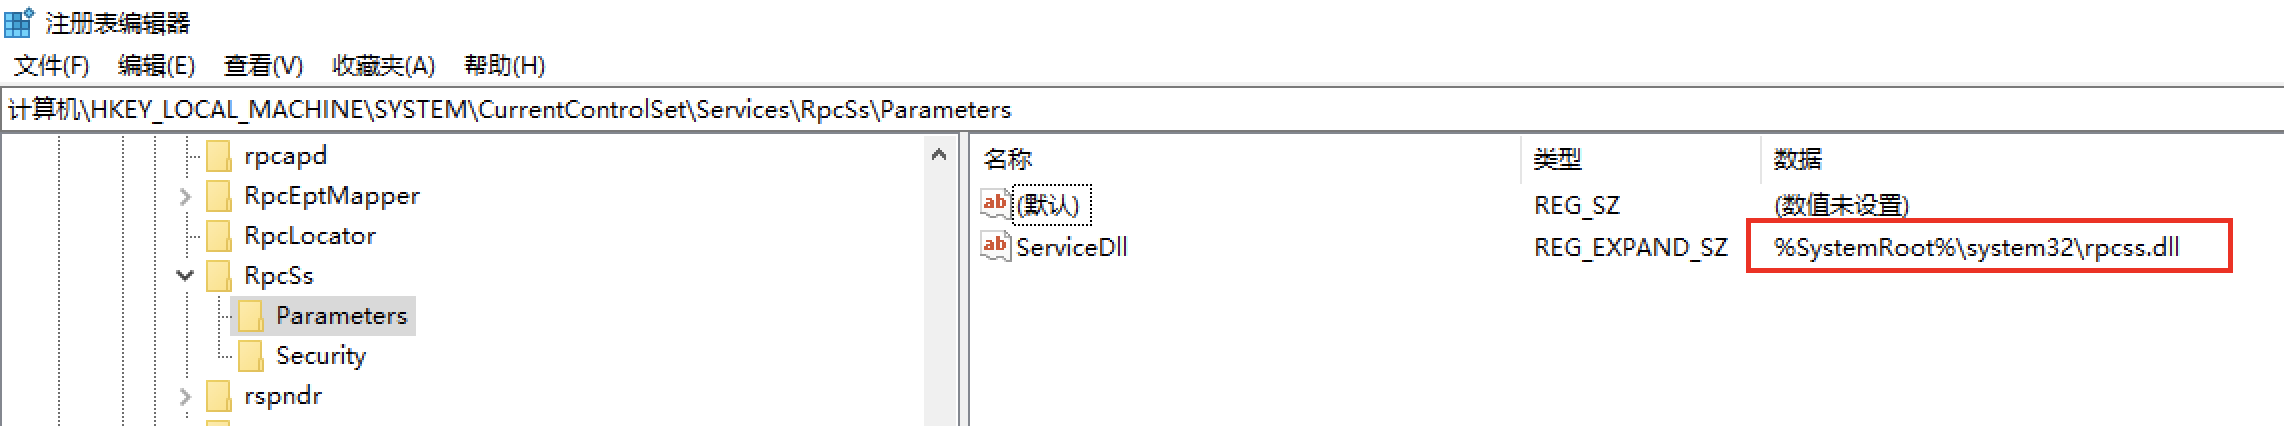 注册表编辑器
文件(F) 编辑(E) 查看(V) 收藏夹(A) 帮助(H)
计算机\HKEY_LOCAL_MACHINE\SYSTEM\CurrentControlSet\Services\RpcSs\Parameters
rpcapd
RpcEptMapper
RpcLocator
RpcSs
Parameters
Security
rspndr
名称 类型 数据
(默认) REG_SZ (数值未设置)
ServiceDll REG_EXPAND_SZ %SystemRoot%\system32\rpcss.dll